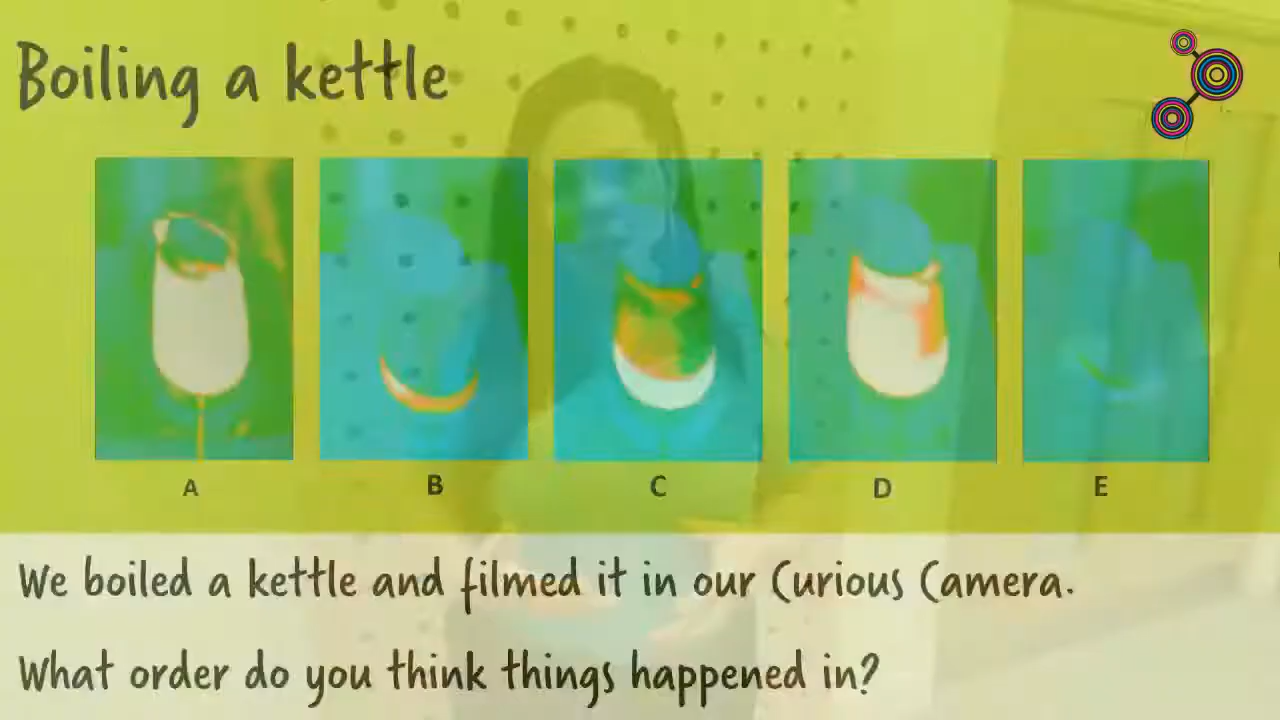 Boiling a kettle
A B C D E
We boiled a kettle and filmed it in our Curious Camera.
What order do you think things happened in?